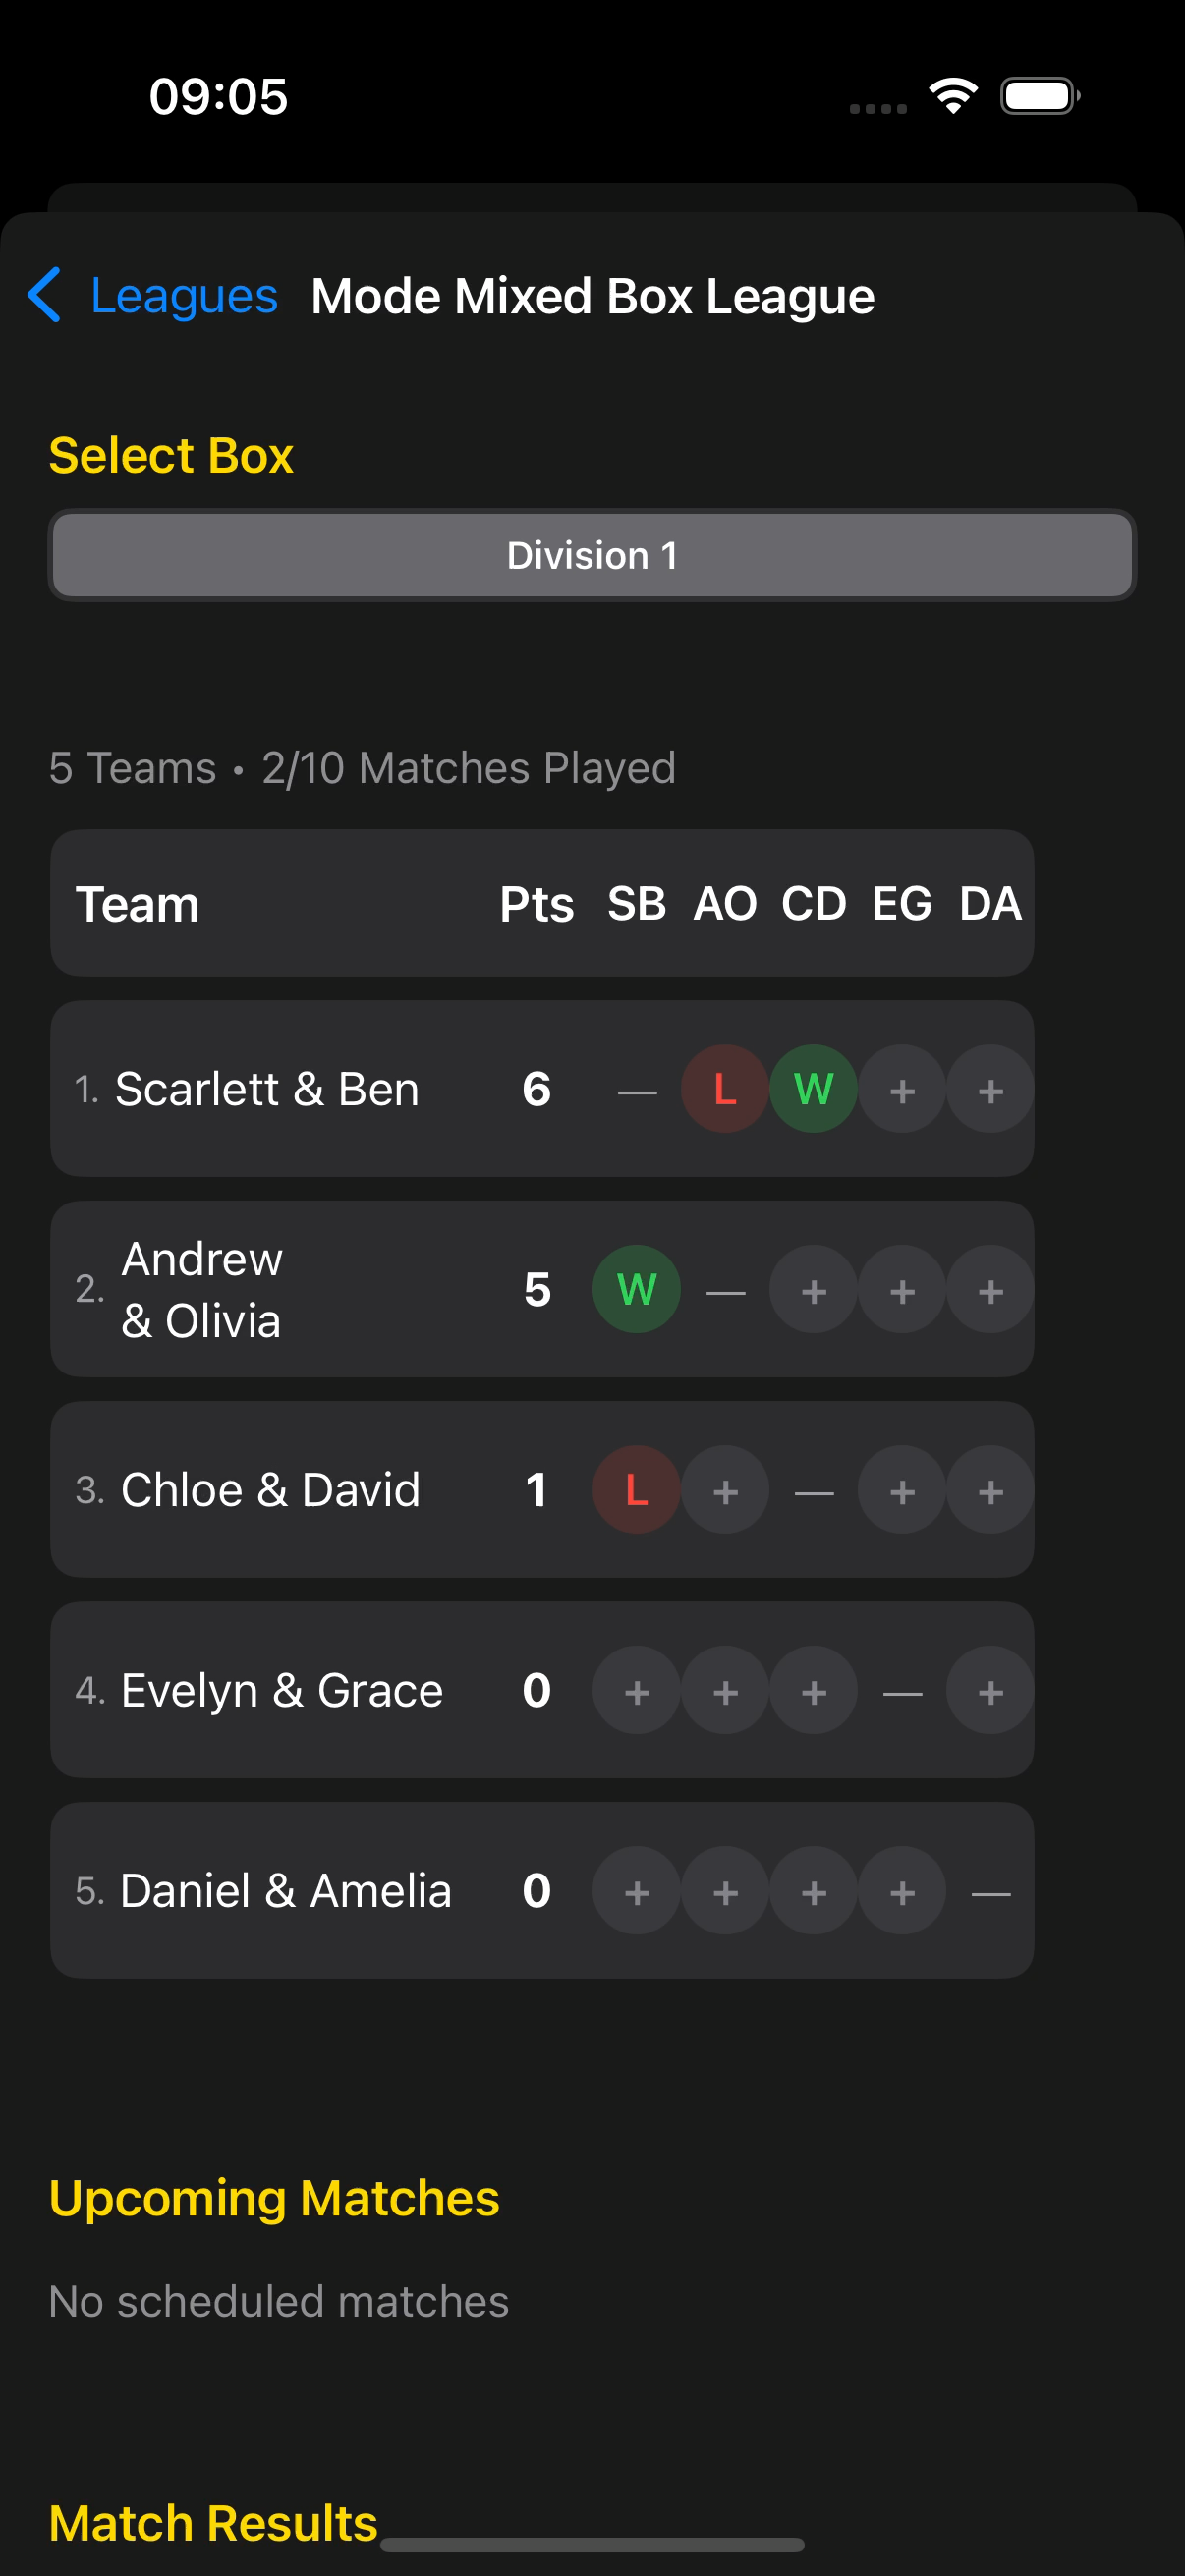 09:05
Leagues Mode Mixed Box League
Select Box
Division 1
5 Teams • 2/10 Matches Played
Team Pts SB AO CD EG DA
1. Scarlett & Ben 6 — L W + +
2. Andrew
& Olivia 5 W — + + +
3. Chloe & David 1 L + — + +
4. Evelyn & Grace 0 + + + — +
5. Daniel & Amelia 0 + + + + —
Upcoming Matches
No scheduled matches
Match Results